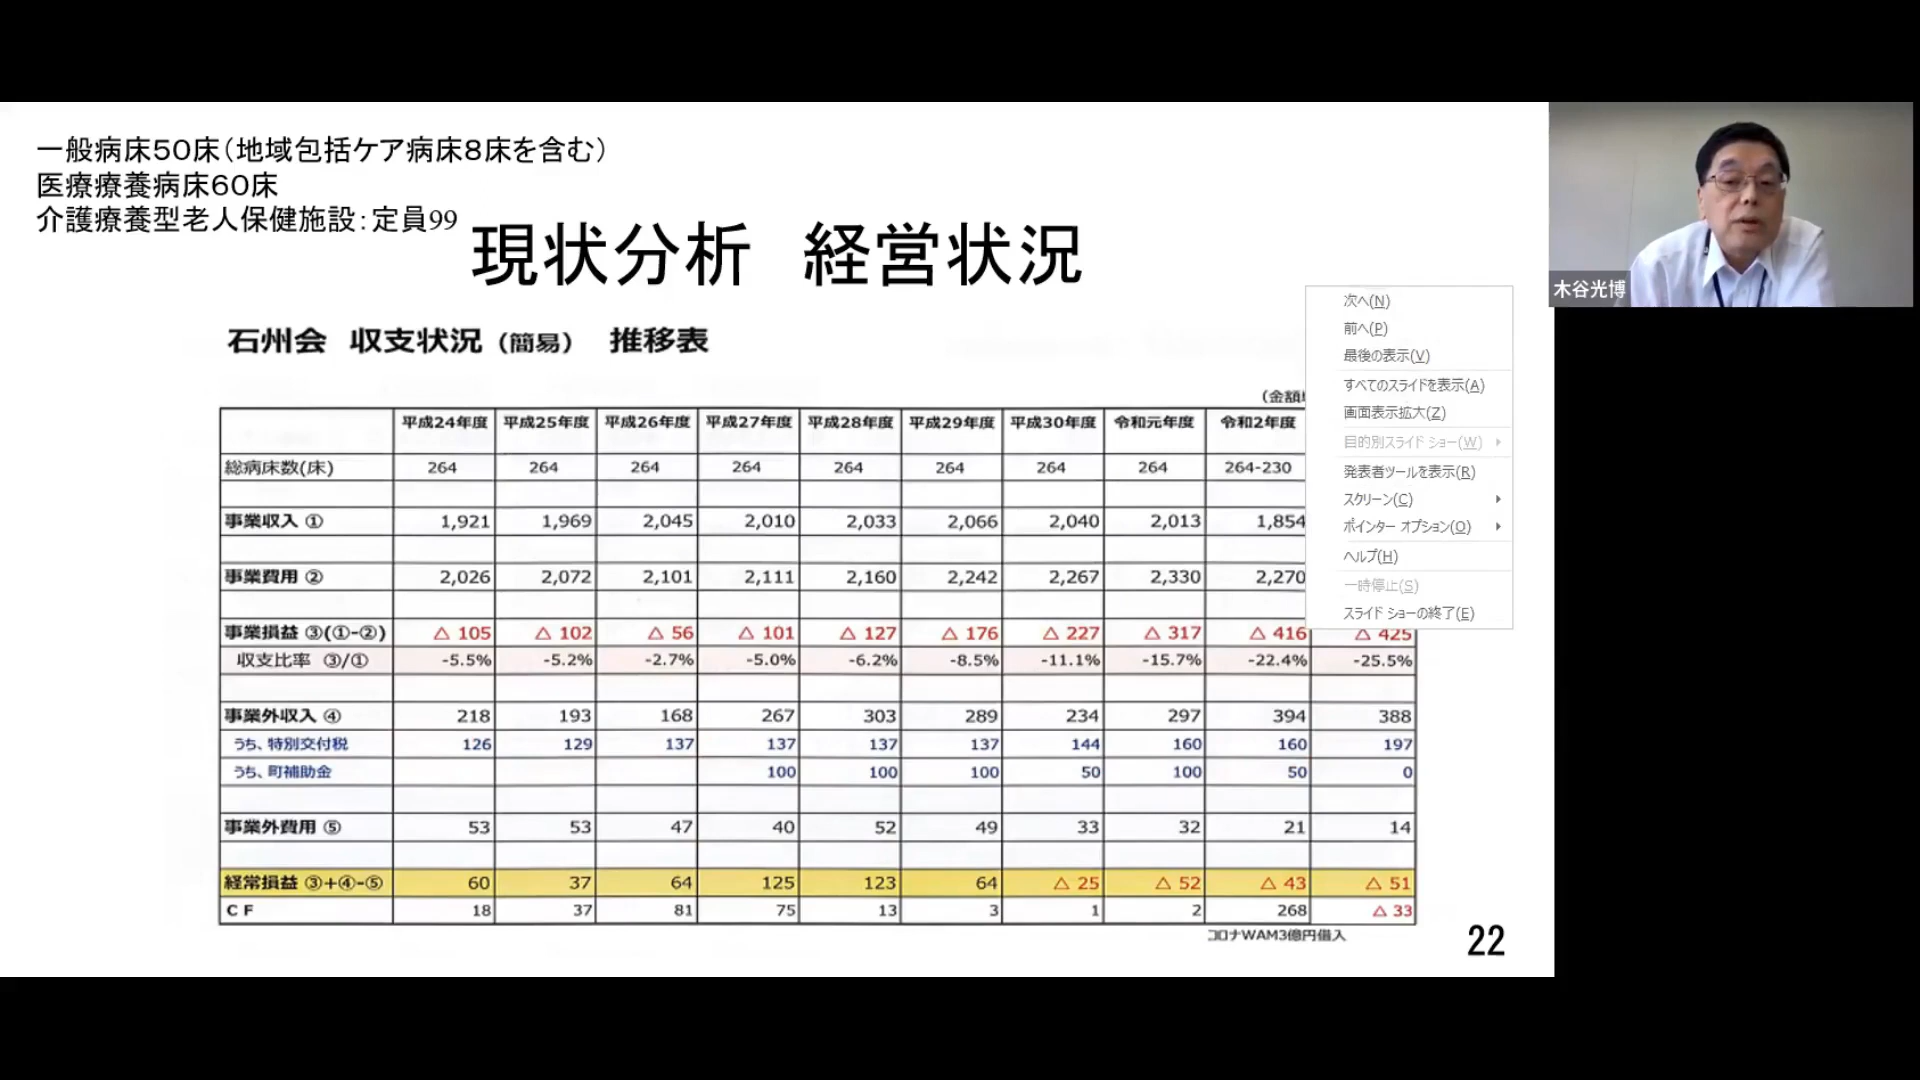 一般病床50床(地域包括ケア病床8床を含む)
医療療養病床60床
介護療養型老人保健施設：定員99
現状分析　経営状況
石州会　収支状況（簡易）　推移表
(金額
平成24年度 平成25年度 平成26年度 平成27年度 平成28年度 平成29年度 平成30年度 令和元年度 令和2年度
総病床数(床) 264 264 264 264 264 264 264 264 264-230
事業収入 ① 1,921 1,969 2,045 2,010 2,033 2,066 2,040 2,013 1,854
事業費用 ② 2,026 2,072 2,101 2,111 2,160 2,242 2,267 2,330 2,270
事業損益 ③(①-②) △ 105 △ 102 △ 56 △ 101 △ 127 △ 176 △ 227 △ 317 △ 416 △ 425
収支比率 ③/① -5.5% -5.2% -2.7% -5.0% -6.2% -8.5% -11.1% -15.7% -22.4% -25.5%
事業外収入 ④ 218 193 168 267 303 289 234 297 394 388
うち、特別交付税 126 129 137 137 137 137 144 160 160 197
うち、町補助金 100 100 100 50 100 50 0
事業外費用 ⑤ 53 53 47 40 52 49 33 32 21 14
経常損益 ③+④-⑤ 60 37 64 125 123 64 △ 25 △ 52 △ 43 △ 51
ＣＦ 18 37 81 75 13 3 1 2 268 △ 33
コロナWAM3億円借入
22
次へ(N)
前へ(P)
最後の表示(V)
すべてのスライドを表示(A)
画面表示拡大(Z)
目的別スライド ショー(W)
発表者ツールを表示(R)
スクリーン(C)
ポインター オプション(O)
ヘルプ(H)
一時停止(S)
スライド ショーの終了(E)
木谷光博